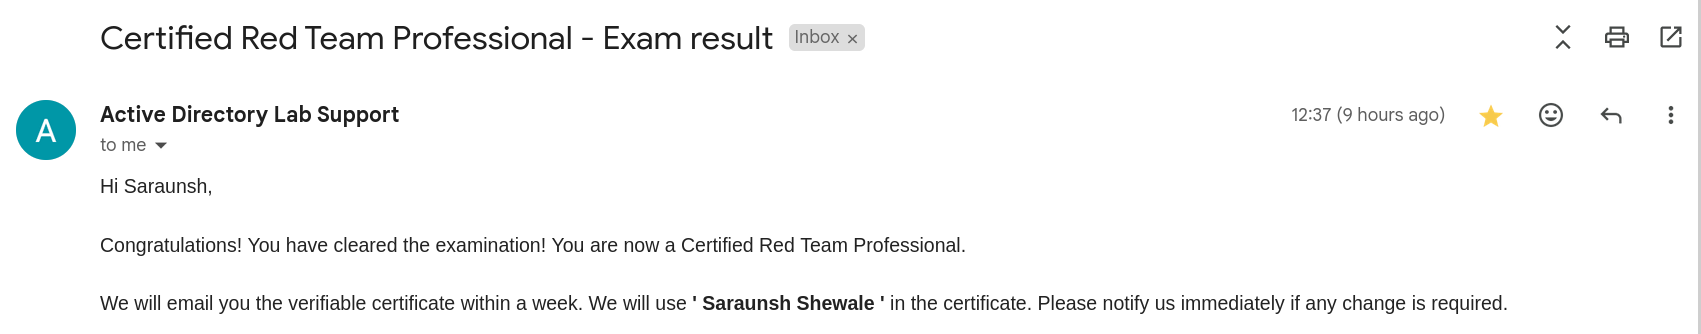 Certified Red Team Professional - Exam result Inbox ×
A
Active Directory Lab Support 12:37 (9 hours ago)
to me
Hi Saraunsh,
Congratulations! You have cleared the examination! You are now a Certified Red Team Professional.
We will email you the verifiable certificate within a week. We will use ' Saraunsh Shewale ' in the certificate. Please notify us immediately if any change is required.